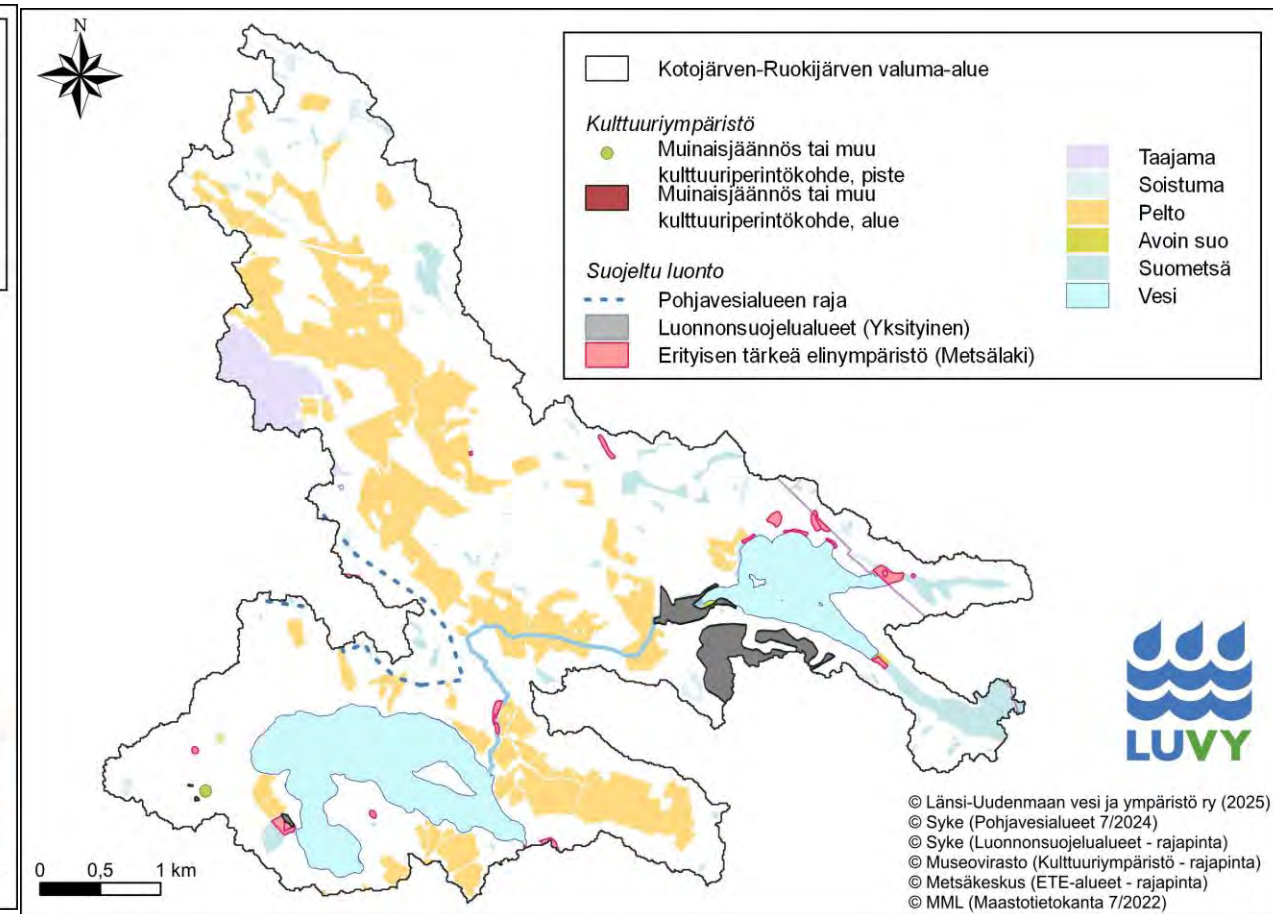 N
Kotojärven-Ruokijärven valuma-alue
Kulttuuriympäristö
Muinaisjäännös tai muu
kulttuuriperintökohde, piste
Muinaisjäännös tai muu
kulttuuriperintökohde, alue
Suojeltu luonto
Pohjavesialueen raja
Luonnonsuojelualueet (Yksityinen)
Erityisen tärkeä elinympäristö (Metsälaki)
Taajama
Soistuma
Pelto
Avoin suo
Suometsä
Vesi
LUVY
0 0,5 1 km
© Länsi-Uudenmaan vesi ja ympäristö ry (2025)
© Syke (Pohjavesialueet 7/2024)
© Syke (Luonnonsuojelualueet - rajapinta)
© Museovirasto (Kulttuuriympäristö - rajapinta)
© Metsäkeskus (ETE-alueet - rajapinta)
© MML (Maastotietokanta 7/2022)